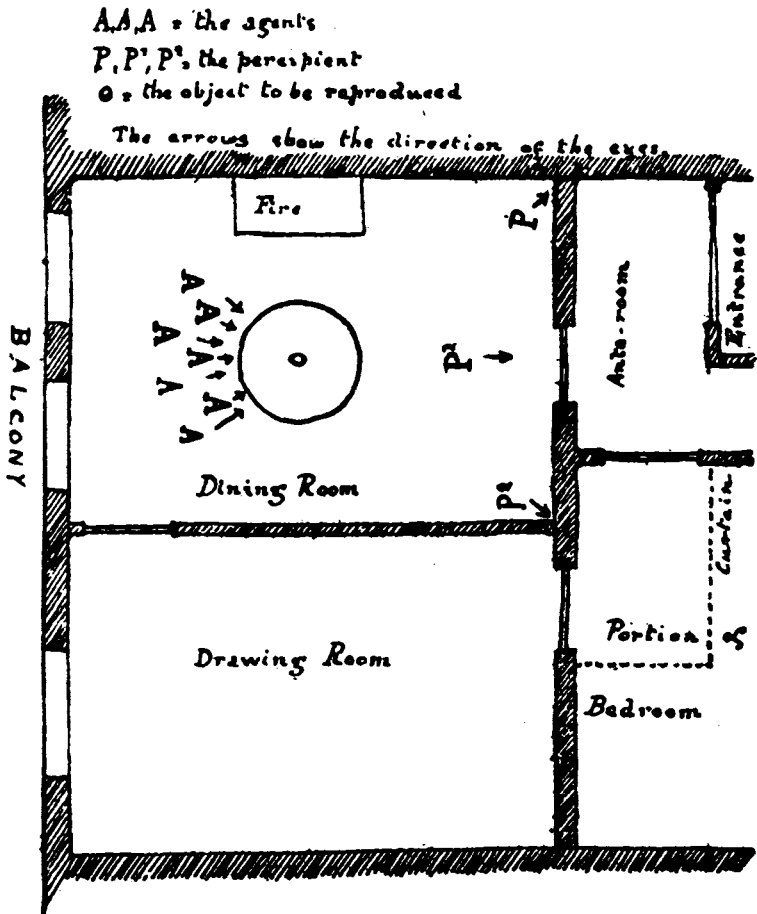 A,A,A = the agents
P, P¹, P², the percipient
O = the object to be reproduced
The arrows show the direction of the eyes.
Fire
P
Entrance
Ante-room
A
A
A
A
A
A
A
O
P²
BALCONY
Dining Room
P²
Curtain
Drawing Room
Portion of
Bedroom